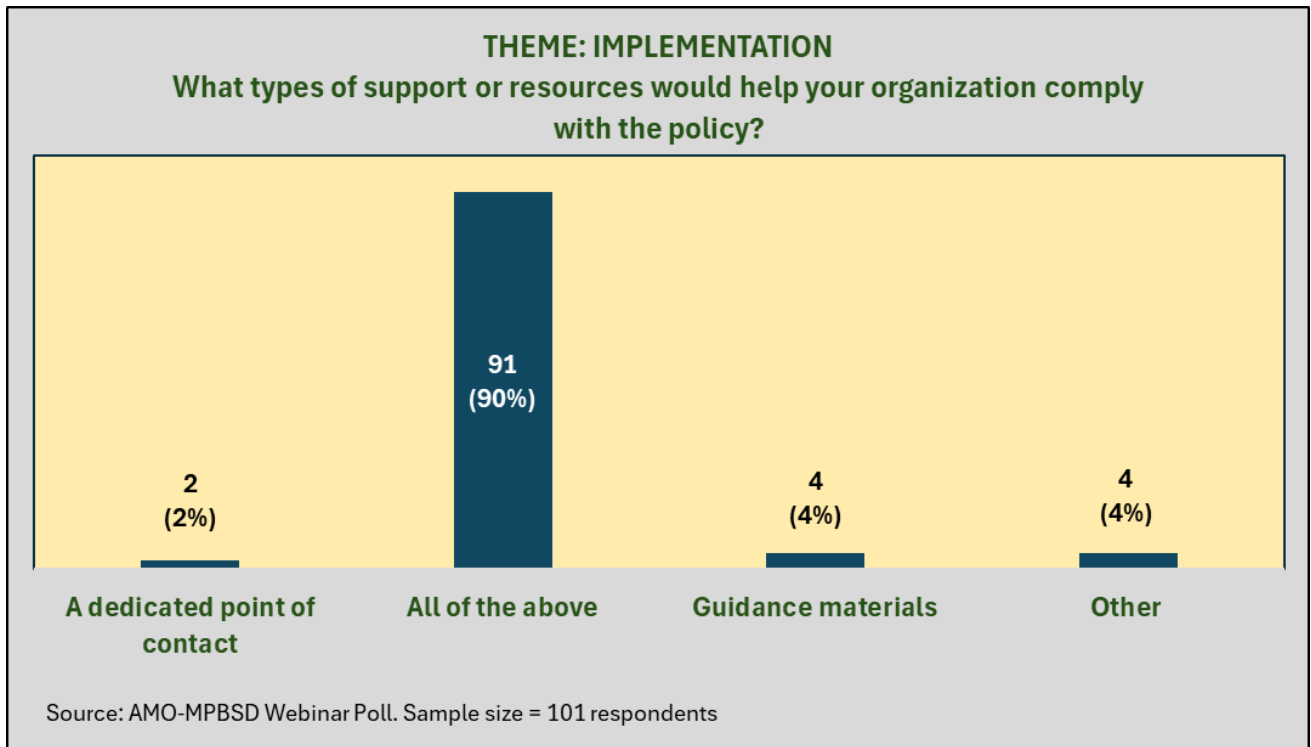 THEME: IMPLEMENTATION
What types of support or resources would help your organization comply
with the policy?
2
(2%)
91
(90%)
4
(4%)
4
(4%)
A dedicated point of
contact
All of the above
Guidance materials
Other
Source: AMO-MPBSD Webinar Poll. Sample size = 101 respondents